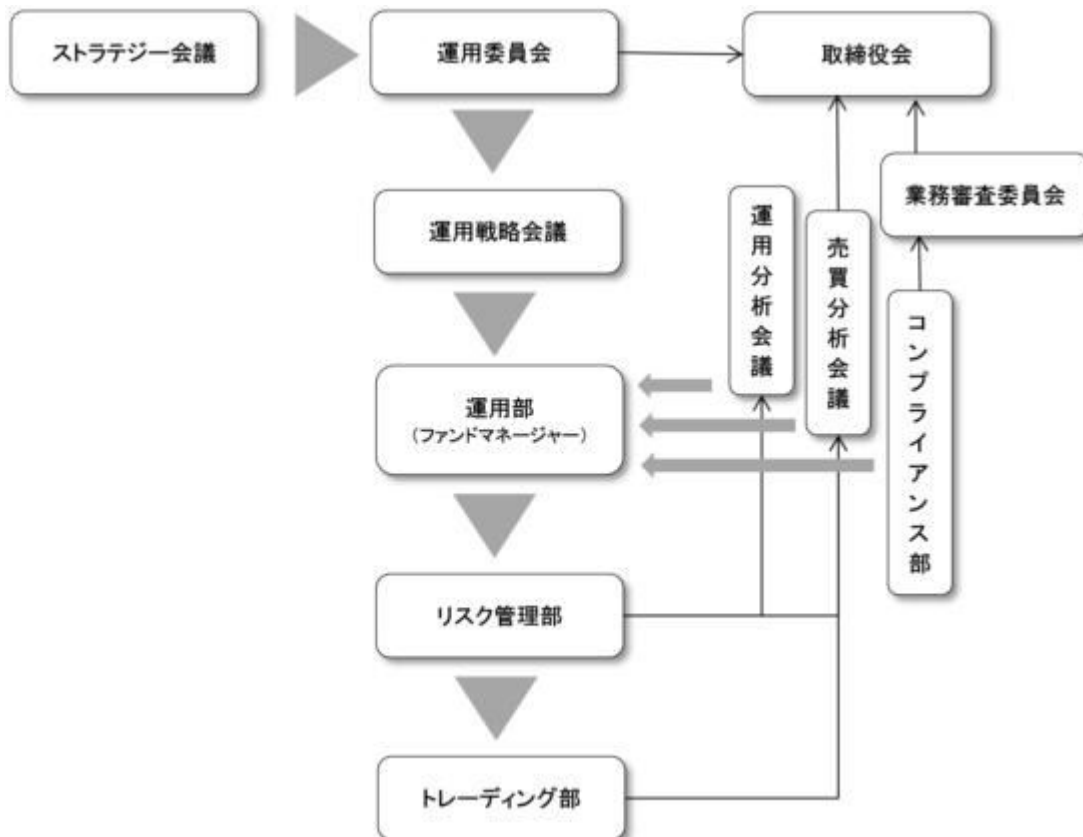 ストラテジー会議
運用委員会
取締役会
業務審査委員会
運用戦略会議
運用分析会議
売買分析会議
コンプライアンス部
運用部
(ファンドマネージャー)
リスク管理部
トレーディング部